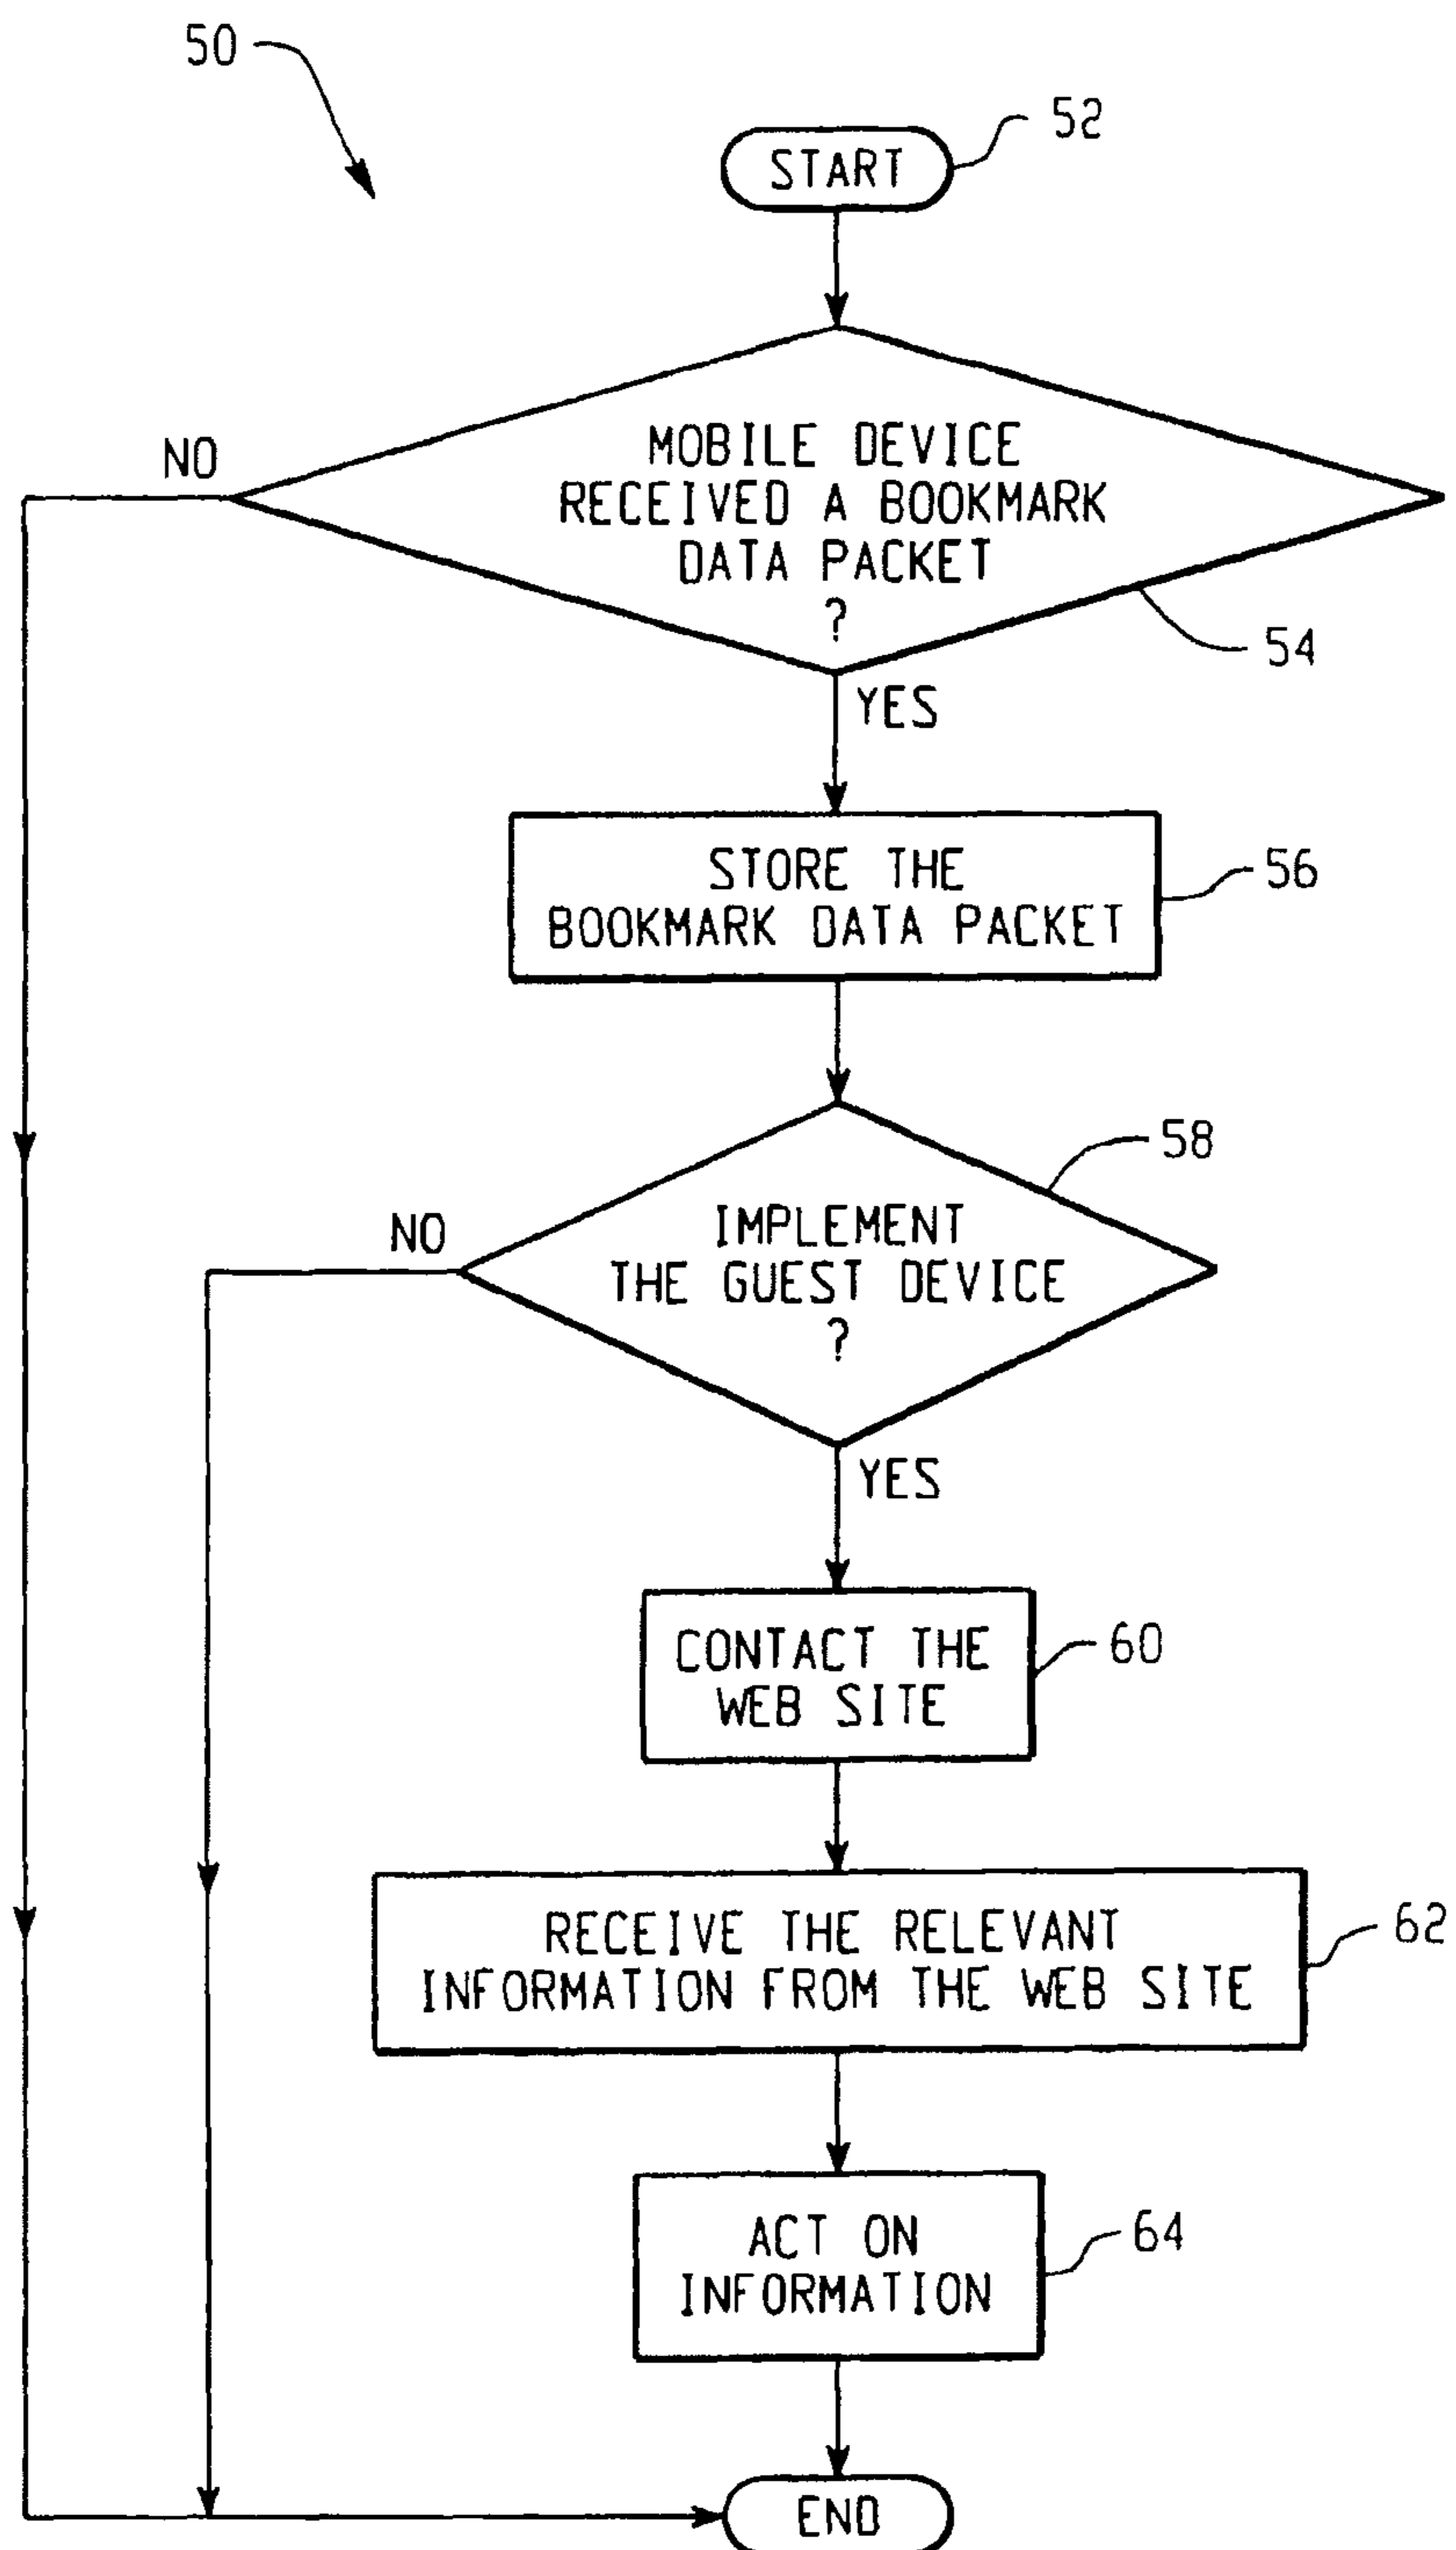 50
START
52
NO
MOBILE DEVICE
RECEIVED A BOOKMARK
DATA PACKET
?
54
YES
STORE THE
BOOKMARK DATA PACKET
56
58
NO
IMPLEMENT
THE GUEST DEVICE
?
YES
CONTACT THE
WEB SITE
60
RECEIVE THE RELEVANT
INFORMATION FROM THE WEB SITE
62
ACT ON
INFORMATION
64
END